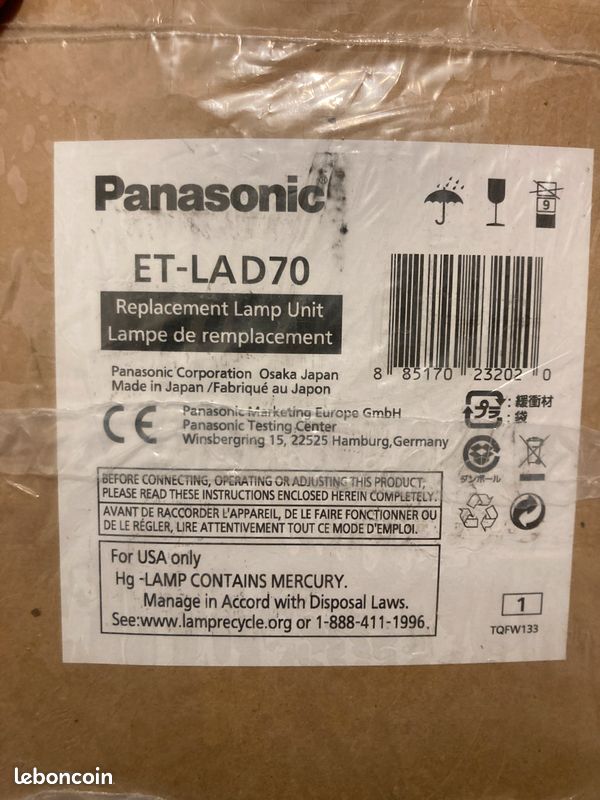 Panasonic®
9
ET-LAD70
Replacement Lamp Unit
Lampe de remplacement
8 85170 23202 0
Panasonic Corporation Osaka Japan
Made in Japan /Fabriqué au Japon
CE
Panasonic Marketing Europe GmbH
Panasonic Testing Center
Winsbergring 15, 22525 Hamburg,Germany
プラ
: 緩衝材
: 袋
ダンボール
BEFORE CONNECTING, OPERATING OR ADJUSTING THIS PRODUCT,
PLEASE READ THESE INSTRUCTIONS ENCLOSED HEREIN COMPLETELY.
AVANT DE RACCORDER L'APPAREIL, DE LE FAIRE FONCTIONNER OU
DE LE RÉGLER, LIRE ATTENTIVEMENT TOUT CE MODE D'EMPLOI.
For USA only
Hg -LAMP CONTAINS MERCURY.
Manage in Accord with Disposal Laws.
See:www.lamprecycle.org or 1-888-411-1996.
1
TQFW133
leboncoin